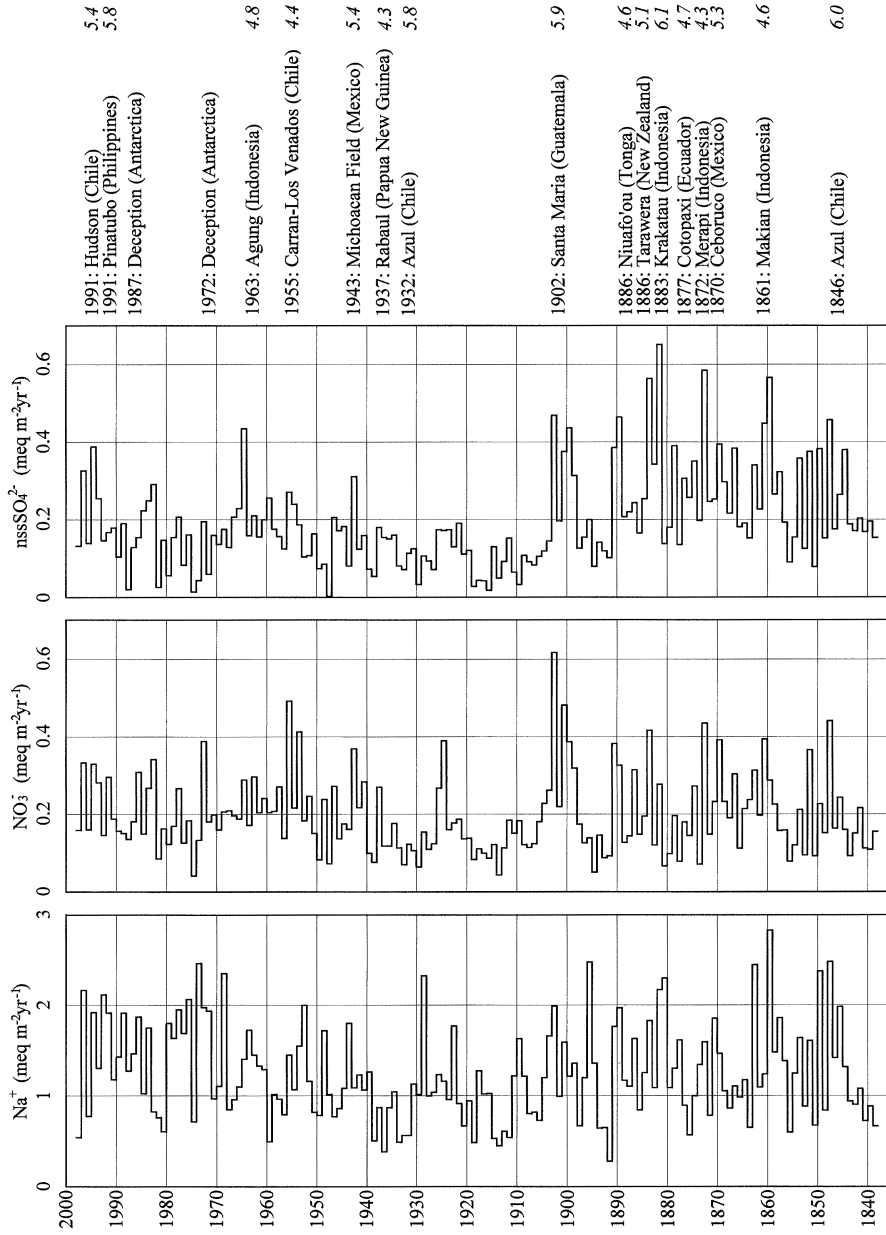 Na⁺ (meq m⁻²yr⁻¹)
0 1 2 3
NO₃⁻ (meq m⁻²yr⁻¹)
0 0.2 0.4 0.6
nssSO₄²⁻ (meq m⁻²yr⁻¹)
0 0.2 0.4 0.6
2000
1990
1980
1970
1960
1950
1940
1930
1920
1910
1900
1890
1880
1870
1860
1850
1840
1991: Hudson (Chile) 5.4
1991: Pinatubo (Philippines) 5.8
1987: Deception (Antarctica)
1972: Deception (Antarctica)
1963: Agung (Indonesia) 4.8
1955: Carran-Los Venados (Chile) 4.4
1943: Michoacan Field (Mexico) 5.4
1937: Rabaul (Papua New Guinea) 4.3
1932: Azul (Chile) 5.8
1902: Santa Maria (Guatemala) 5.9
1886: Niuafo'ou (Tonga) 4.6
1886: Tarawera (New Zealand) 5.1
1883: Krakatau (Indonesia) 6.1
1877: Cotopaxi (Ecuador) 4.7
1872: Merapi (Indonesia) 4.3
1870: Ceboruco (Mexico) 5.3
1861: Makian (Indonesia) 4.6
1846: Azul (Chile) 6.0